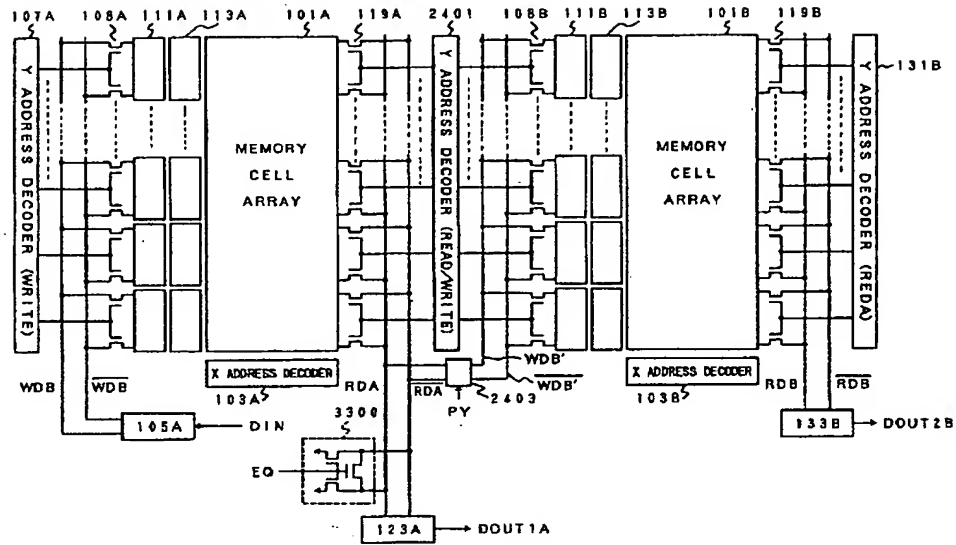 107A 108A 111A 113A 101A 119A 2401 108B 111B 113B 101B 119B
131B
Y ADDRESS DECODER (WRITE)
MEMORY
CELL
ARRAY
Y ADDRESS DECODER (READ/WRITE)
MEMORY
CELL
ARRAY
Y ADDRESS DECODER (REDA)
WDB
WDB
X ADDRESS DECODER
103A
RDA
RDA
PY
2403
WDB'
WDB'
X ADDRESS DECODER
103B
RDB
RDB
105A
DIN
3300
133B
DOUT2B
EQ
123A
DOUT1A